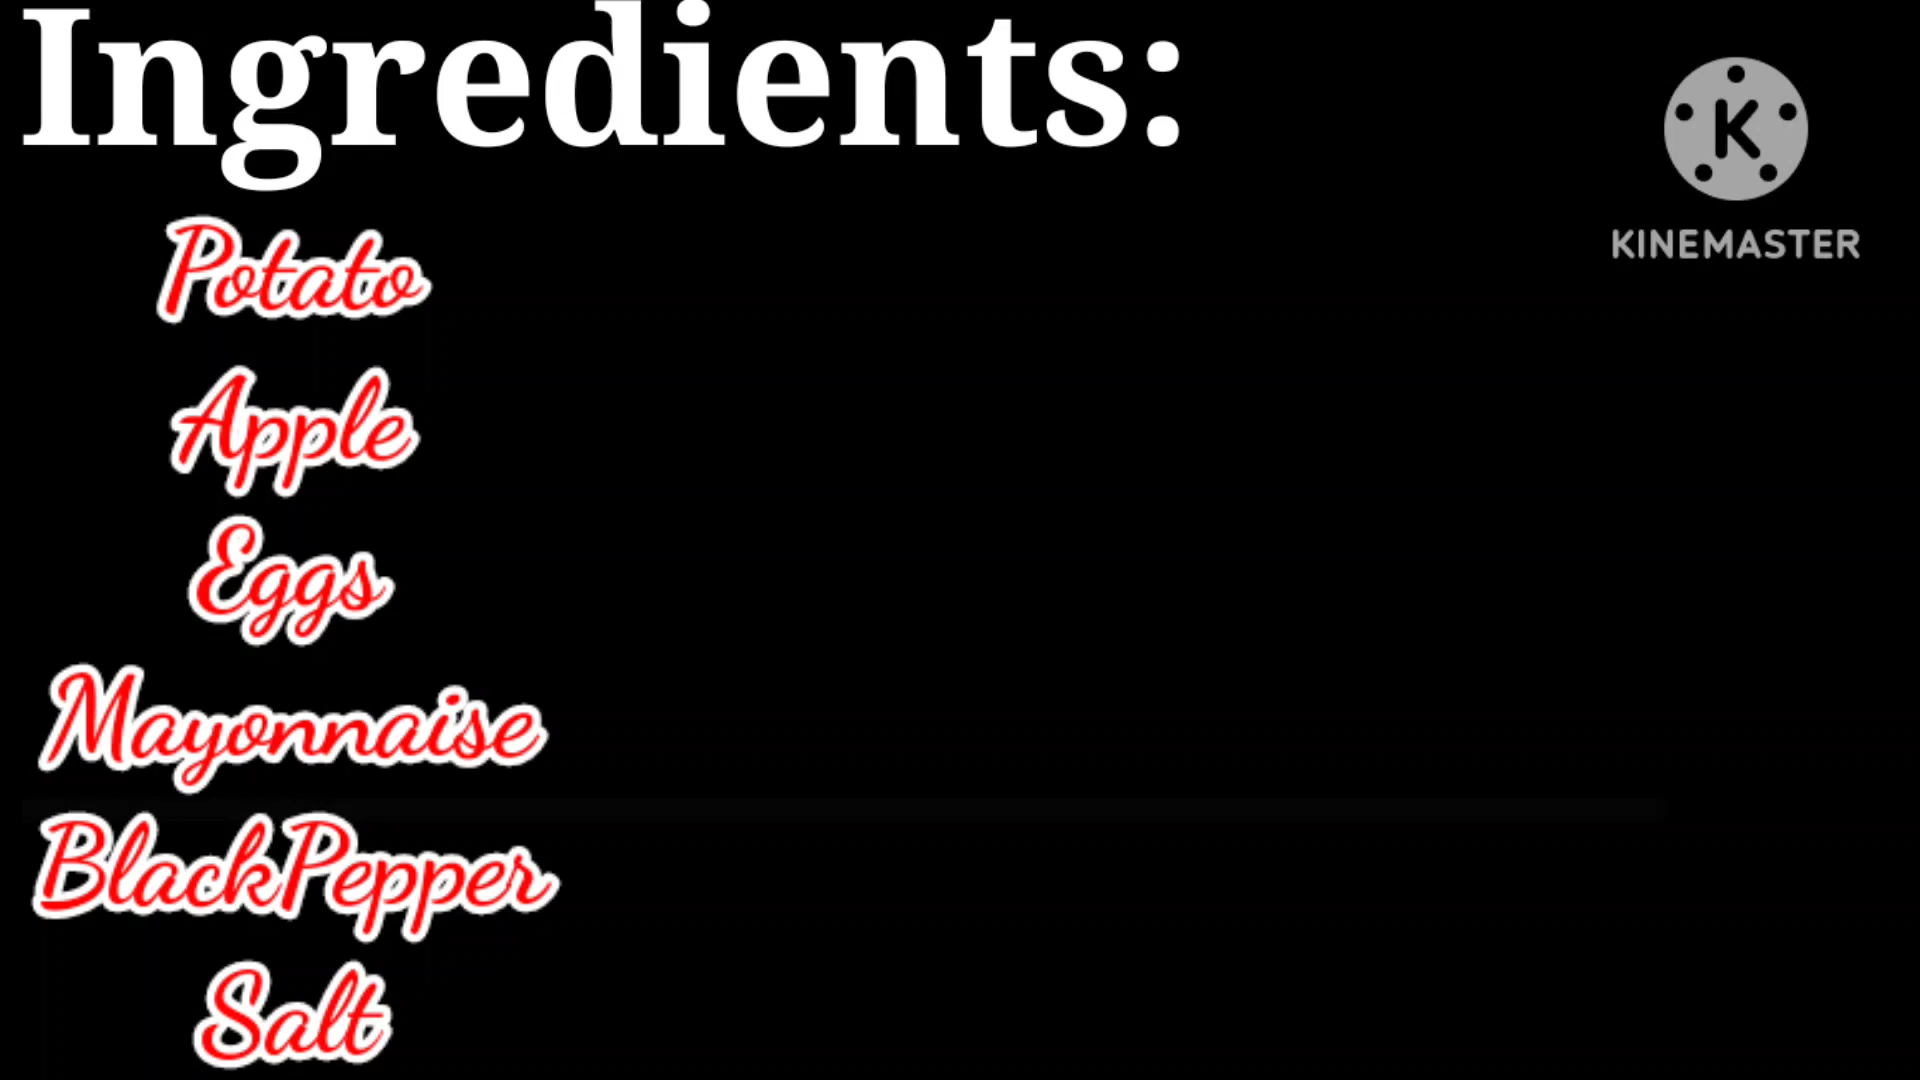 Ingredients:
K
KINEMASTER
Potato
Apple
Eggs
Mayonnaise
BlackPepper
Salt